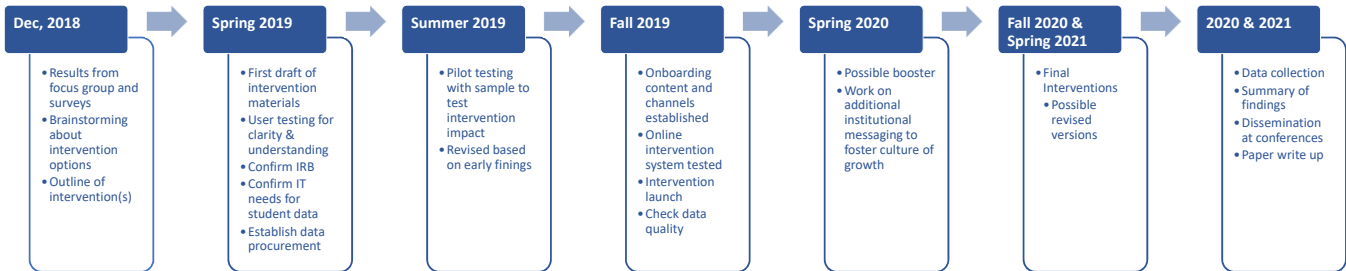 Dec, 2018
• Results from
focus group and
surveys
• Brainstorming
about
intervention
options
• Outline of
intervention(s)
Spring 2019
• First draft of
intervention
materials
• User testing for
clarity &
understanding
• Confirm IRB
• Confirm IT
needs for
student data
• Establish data
procurement
Summer 2019
• Pilot testing
with sample to
test
intervention
impact
• Revised based
on early finings
Fall 2019
• Onboarding
content and
channels
established
• Online
intervention
system tested
• Intervention
launch
• Check data
quality
Spring 2020
• Possible booster
• Work on
additional
institutional
messaging to
foster culture of
growth
Fall 2020 &
Spring 2021
• Final
Interventions
• Possible
revised
versions
2020 & 2021
• Data collection
• Summary of
findings
• Dissemination
at conferences
• Paper write up